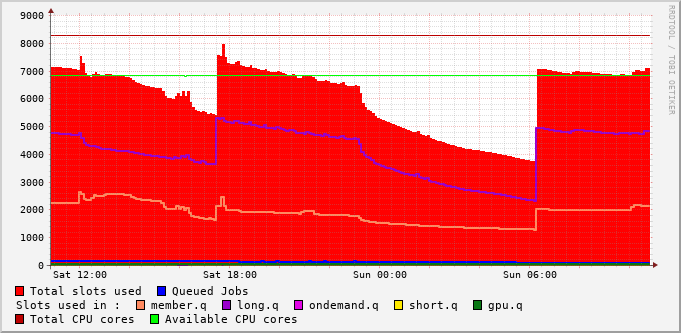 RRDTOOL / TOBI OETIKER
9000
8000
7000
6000
5000
4000
3000
2000
1000
0
Sat 12:00 Sat 18:00 Sun 00:00 Sun 06:00
Total slots used Queued Jobs
Slots used in : member.q long.q ondemand.q short.q gpu.q
Total CPU cores Available CPU cores